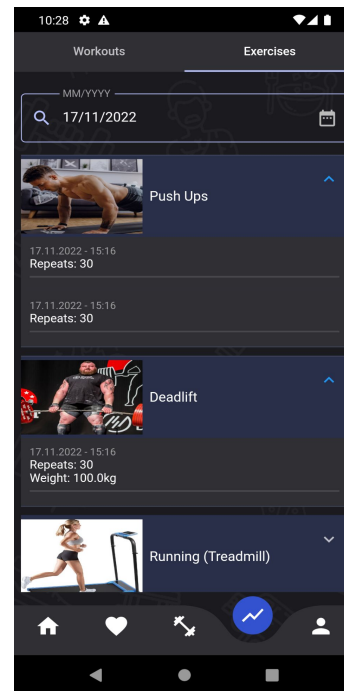 10:28
Workouts
Exercises
MM/YYYY
17/11/2022
Push Ups
17.11.2022 - 15:16
Repeats: 30
17.11.2022 - 15:16
Repeats: 30
Deadlift
17.11.2022 - 15:16
Repeats: 30
Weight: 100.0kg
Running (Treadmill)